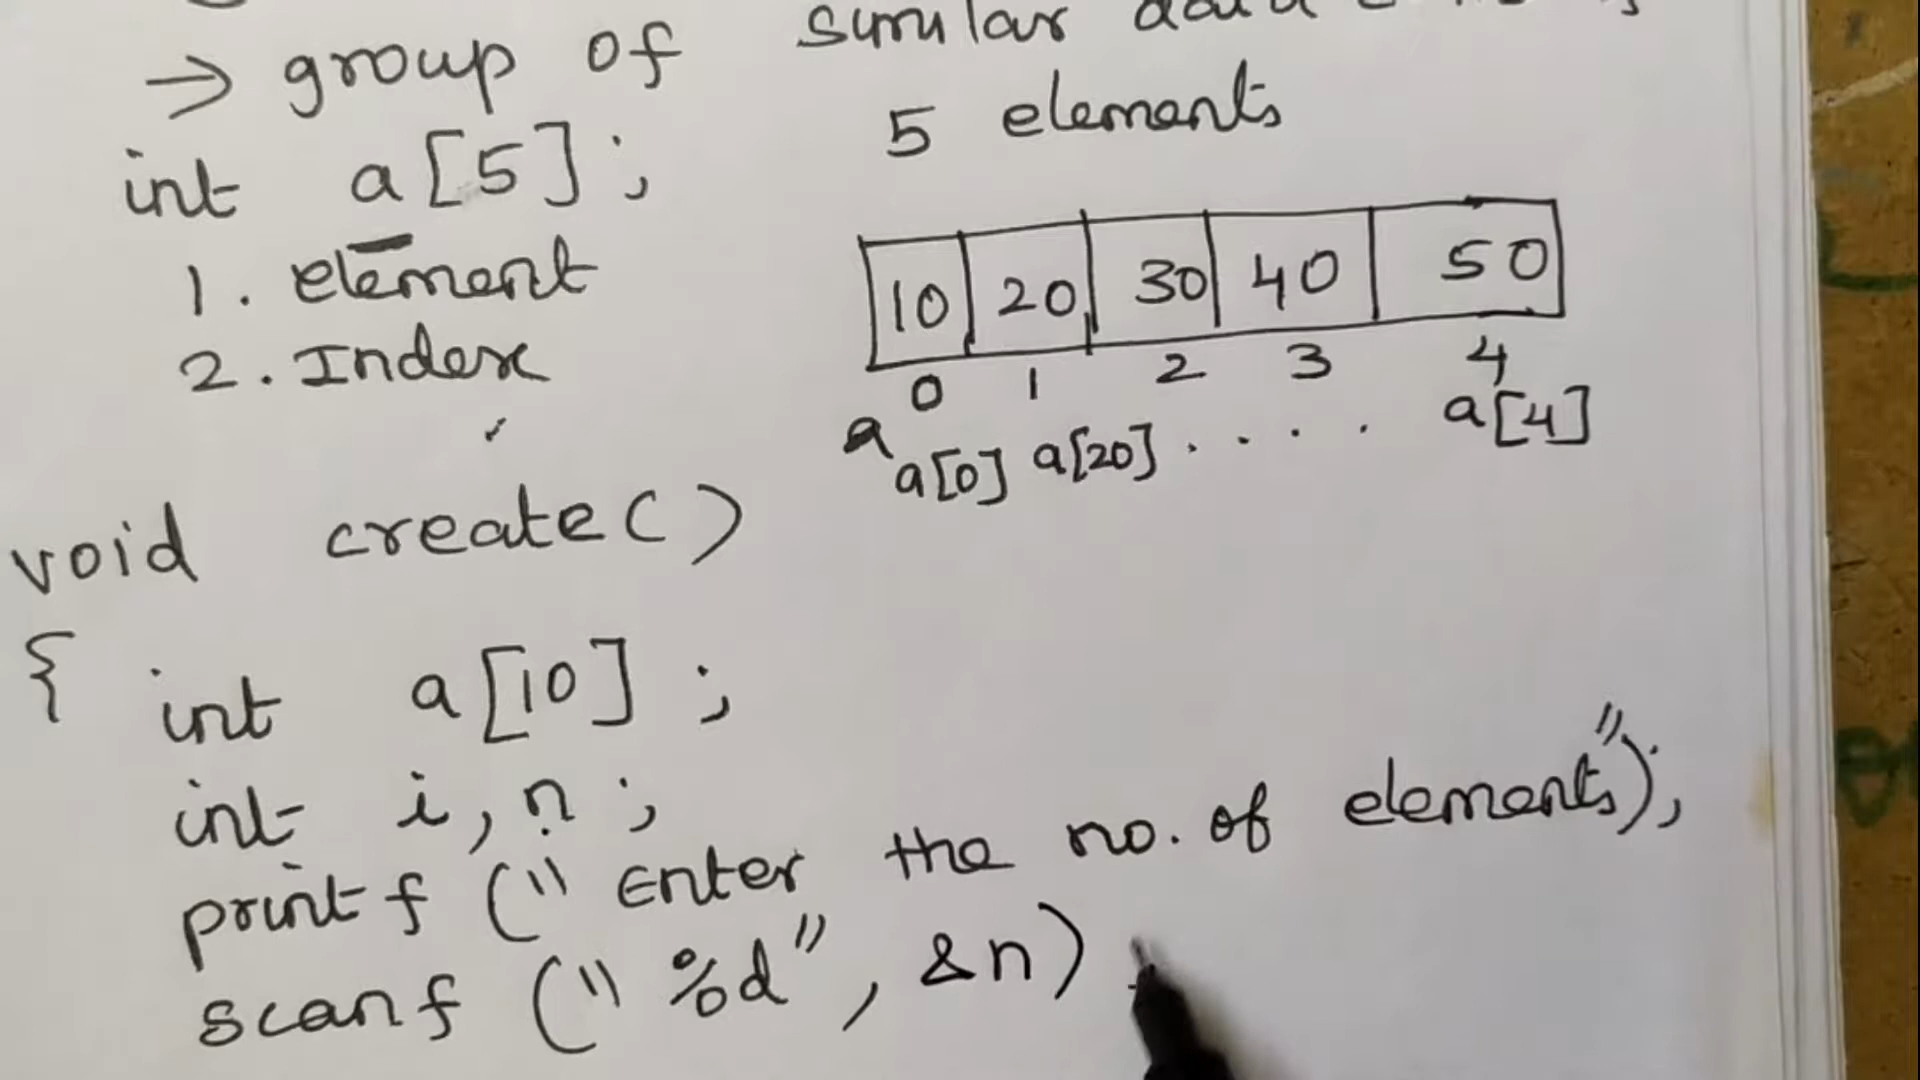 → group of similar data
int a[5]; 5 elements
1. element
2. Index
10 20 30 40 50
0 1 2 3 4
a a[0] a[20] . . . . a[4]
void create()
{ int a[10];
int i, n;
printf ("Enter the no. of elements");
scanf ("%d", &n)